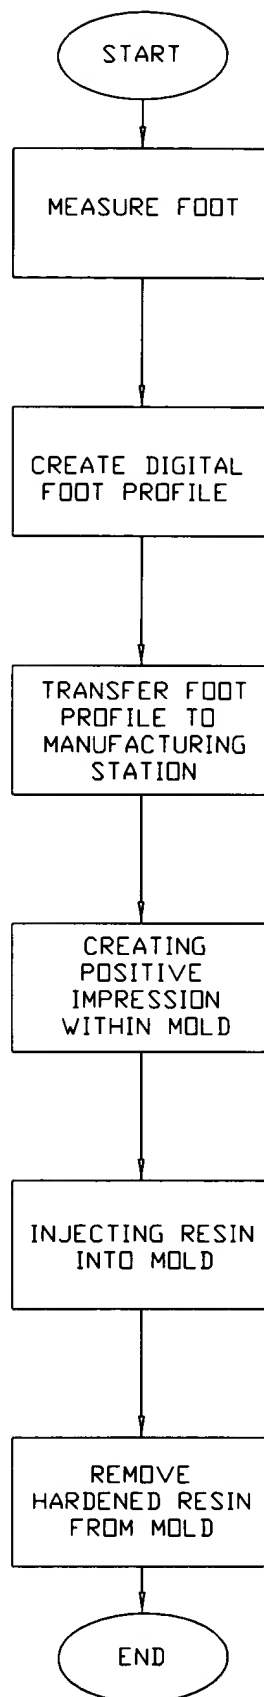 START
MEASURE FOOT
CREATE DIGITAL
FOOT PROFILE
TRANSFER FOOT
PROFILE TO
MANUFACTURING
STATION
CREATING
POSITIVE
IMPRESSION
WITHIN MOLD
INJECTING RESIN
INTO MOLD
REMOVE
HARDENED RESIN
FROM MOLD
END